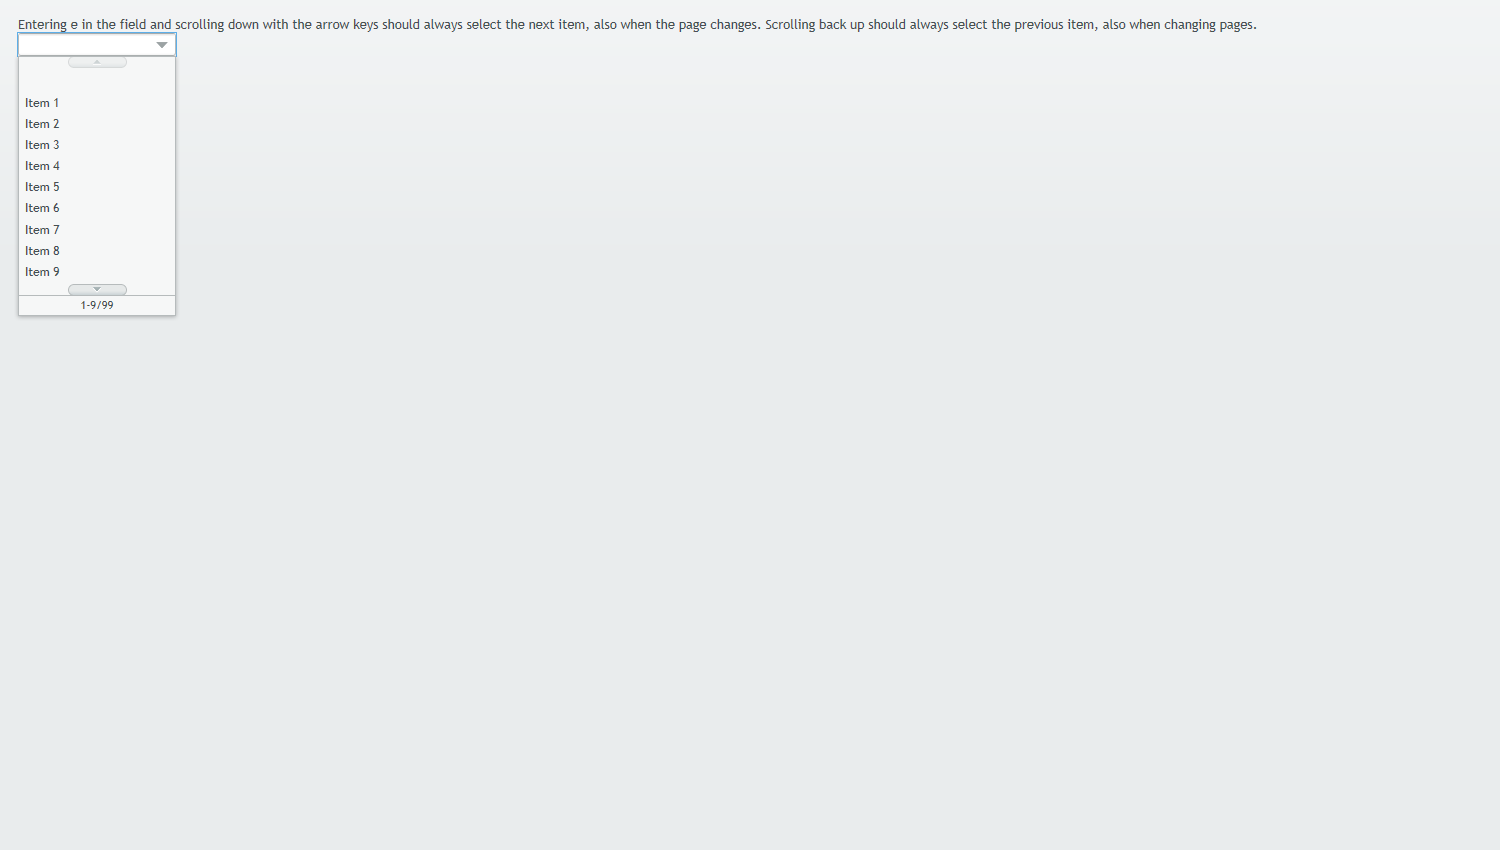 Entering e in the field and scrolling down with the arrow keys should always select the next item, also when the page changes. Scrolling back up should always select the previous item, also when changing pages.
Item 1
Item 2
Item 3
Item 4
Item 5
Item 6
Item 7
Item 8
Item 9
1-9/99